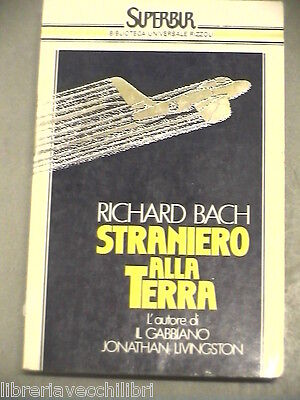 SUPERBUR
BIBLIOTECA UNIVERSALE RIZZOLI
RICHARD BACH
STRANIERO
ALLA
TERRA
L'autore di
IL GABBIANO
JONATHAN LIVINGSTON
libreriavecchilibri